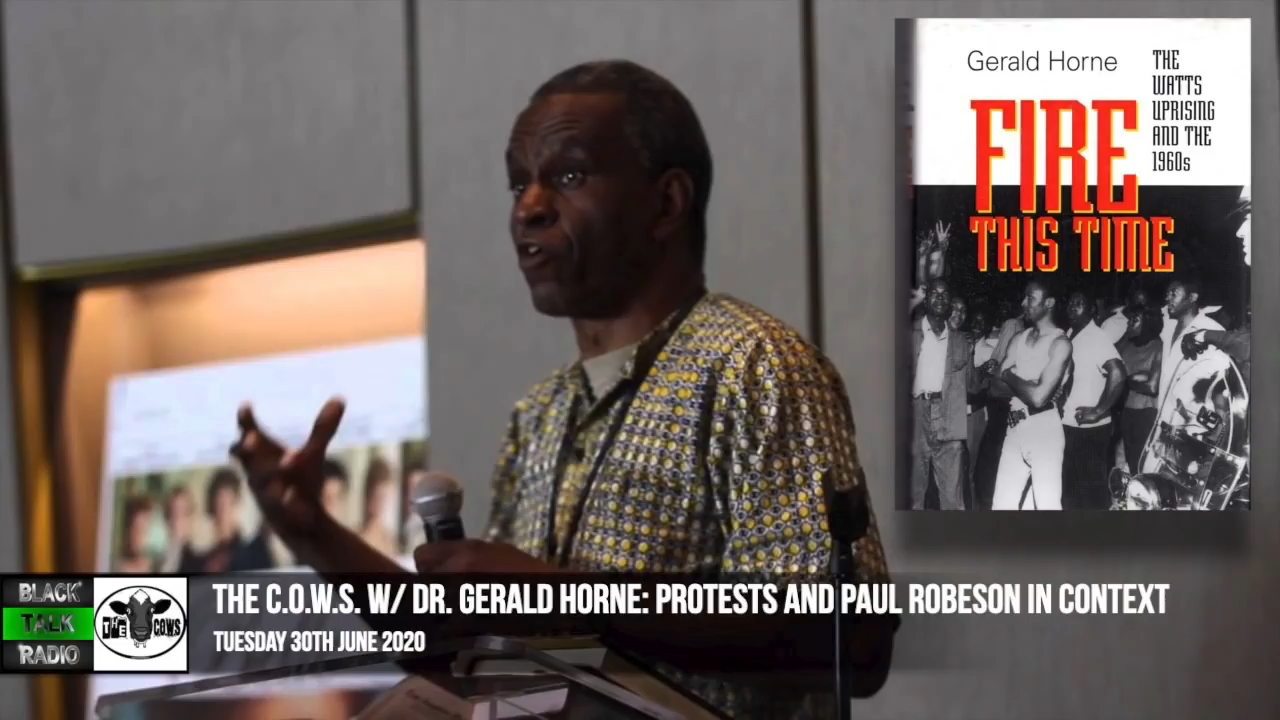 Gerald Horne
THE
WATTS
UPRISING
AND THE
1960s
FIRE
THIS TIME
BLACK
TALK
RADIO
THE COWS
THE C.O.W.S. W/ DR. GERALD HORNE: PROTESTS AND PAUL ROBESON IN CONTEXT
TUESDAY 30TH JUNE 2020